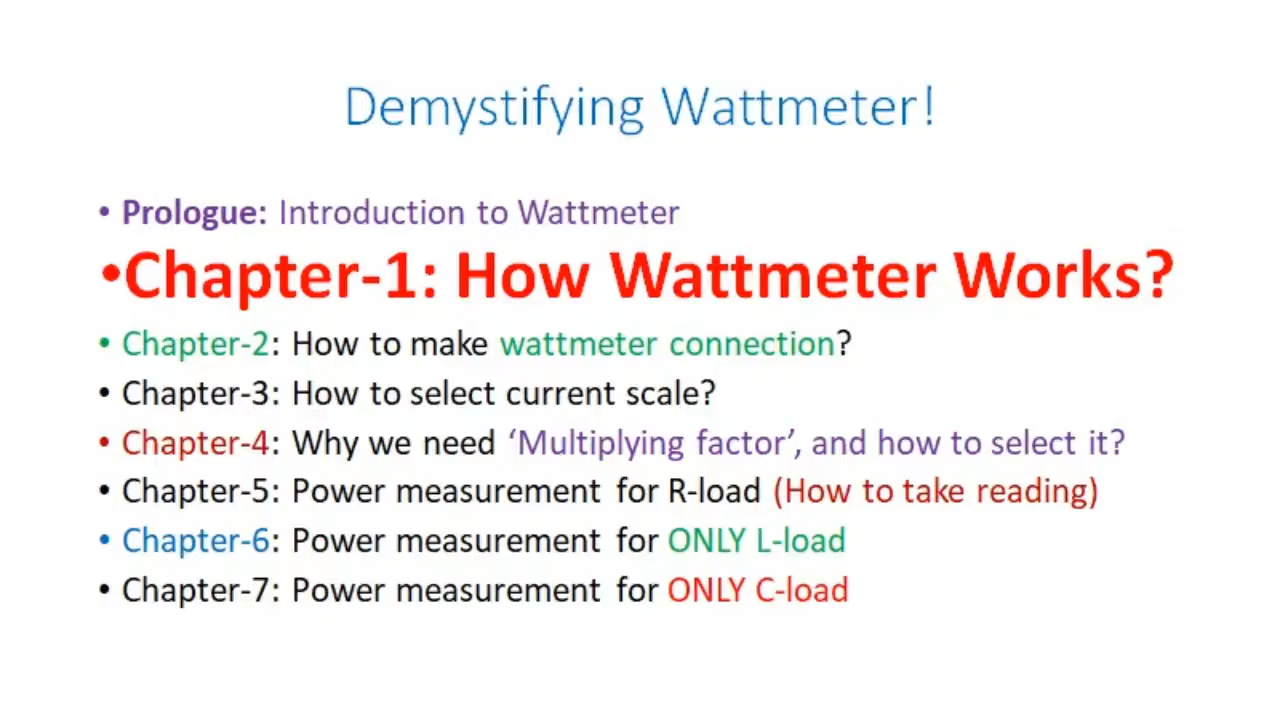 Demystifying Wattmeter!
• Prologue: Introduction to Wattmeter
•Chapter-1: How Wattmeter Works?
• Chapter-2: How to make wattmeter connection?
• Chapter-3: How to select current scale?
• Chapter-4: Why we need ‘Multiplying factor’, and how to select it?
• Chapter-5: Power measurement for R-load (How to take reading)
• Chapter-6: Power measurement for ONLY L-load
• Chapter-7: Power measurement for ONLY C-load